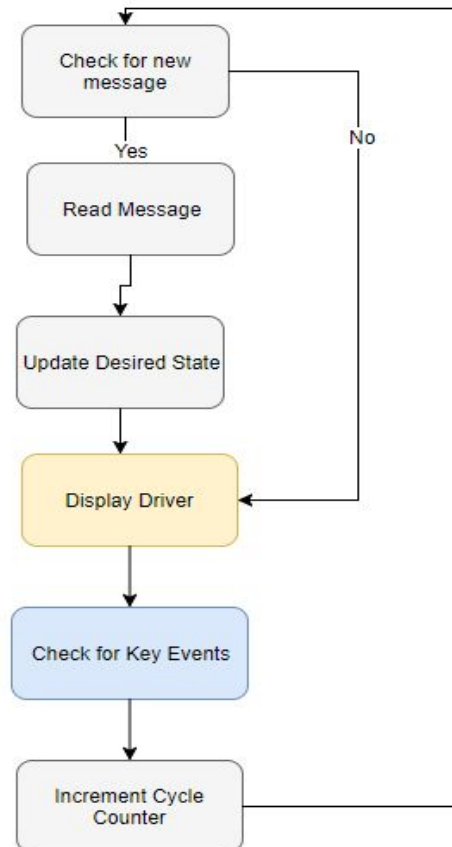 Check for new
message
No
Yes
Read Message
Update Desired State
Display Driver
Check for Key Events
Increment Cycle
Counter